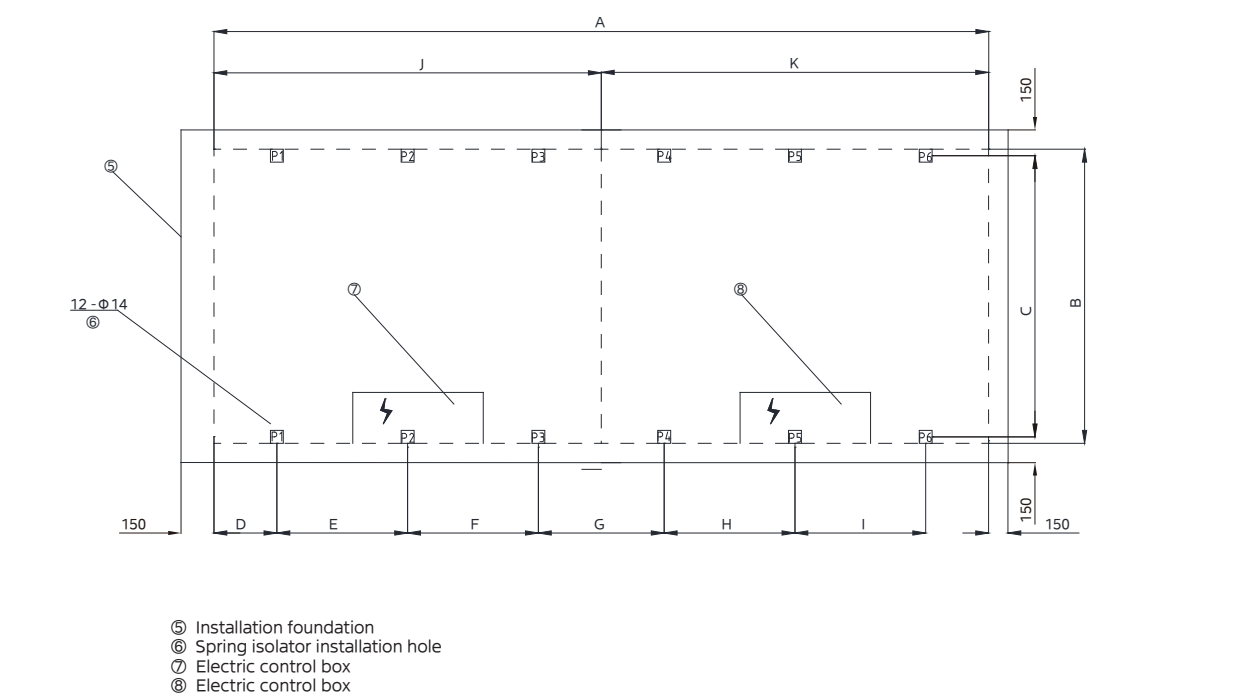 A
J K
150
P1 P2 P3 P4 P5 P6
⑤
⑦ ⑧
12 - Φ 14
⑥
C B
P1 P2 P3 P4 P5 P6
150 D E F G H I 150 150
⑤ Installation foundation
⑥ Spring isolator installation hole
⑦ Electric control box
⑧ Electric control box